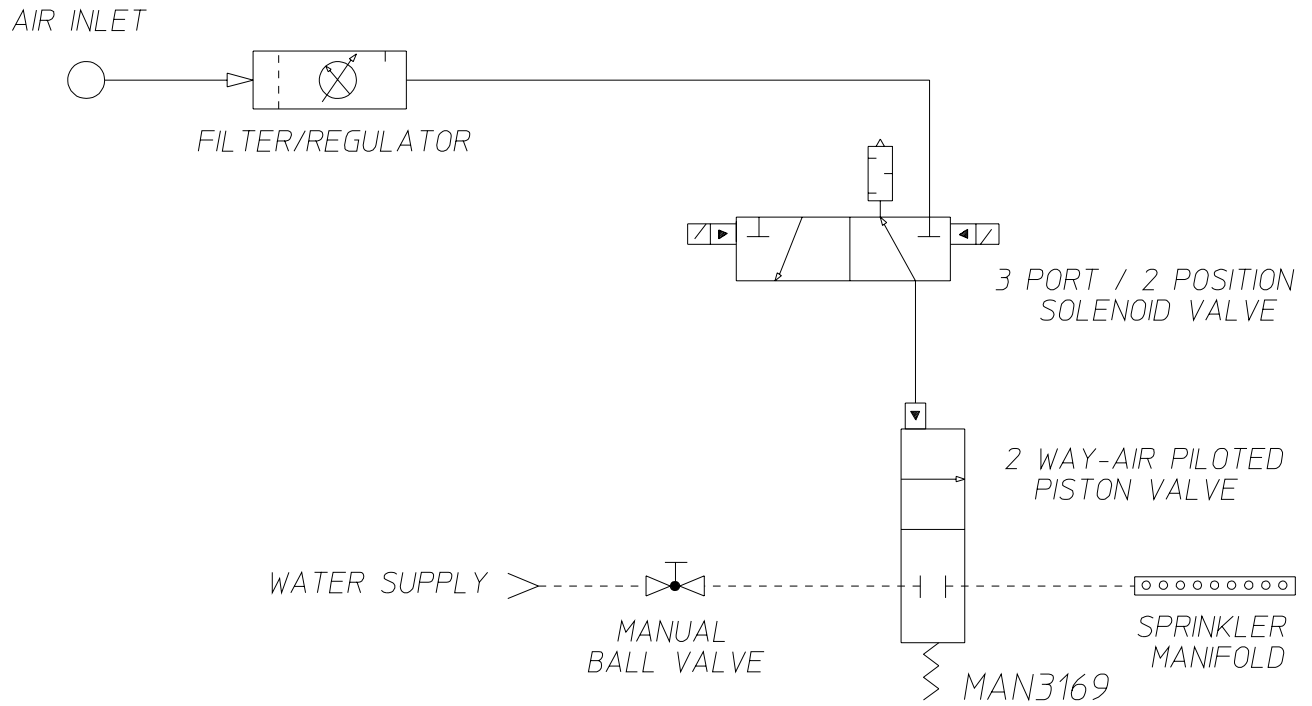 AIR INLET
FILTER/REGULATOR
3 PORT / 2 POSITION
SOLENOID VALVE
2 WAY-AIR PILOTED
PISTON VALVE
WATER SUPPLY
MANUAL
BALL VALVE
SPRINKLER
MANIFOLD
MAN3169